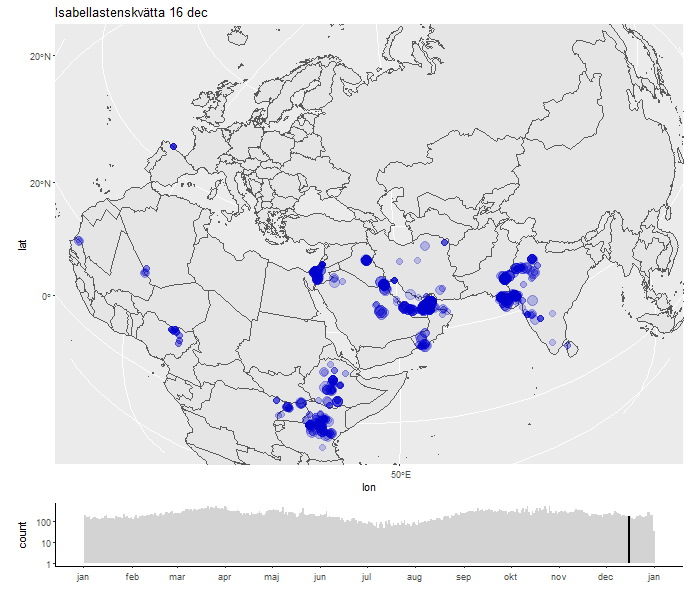 Isabellastenskvätta 16 dec
20°N
20°N
0°
lat
50°E
lon
count
100
10
1
jan feb mar apr maj jun jul aug sep okt nov dec jan